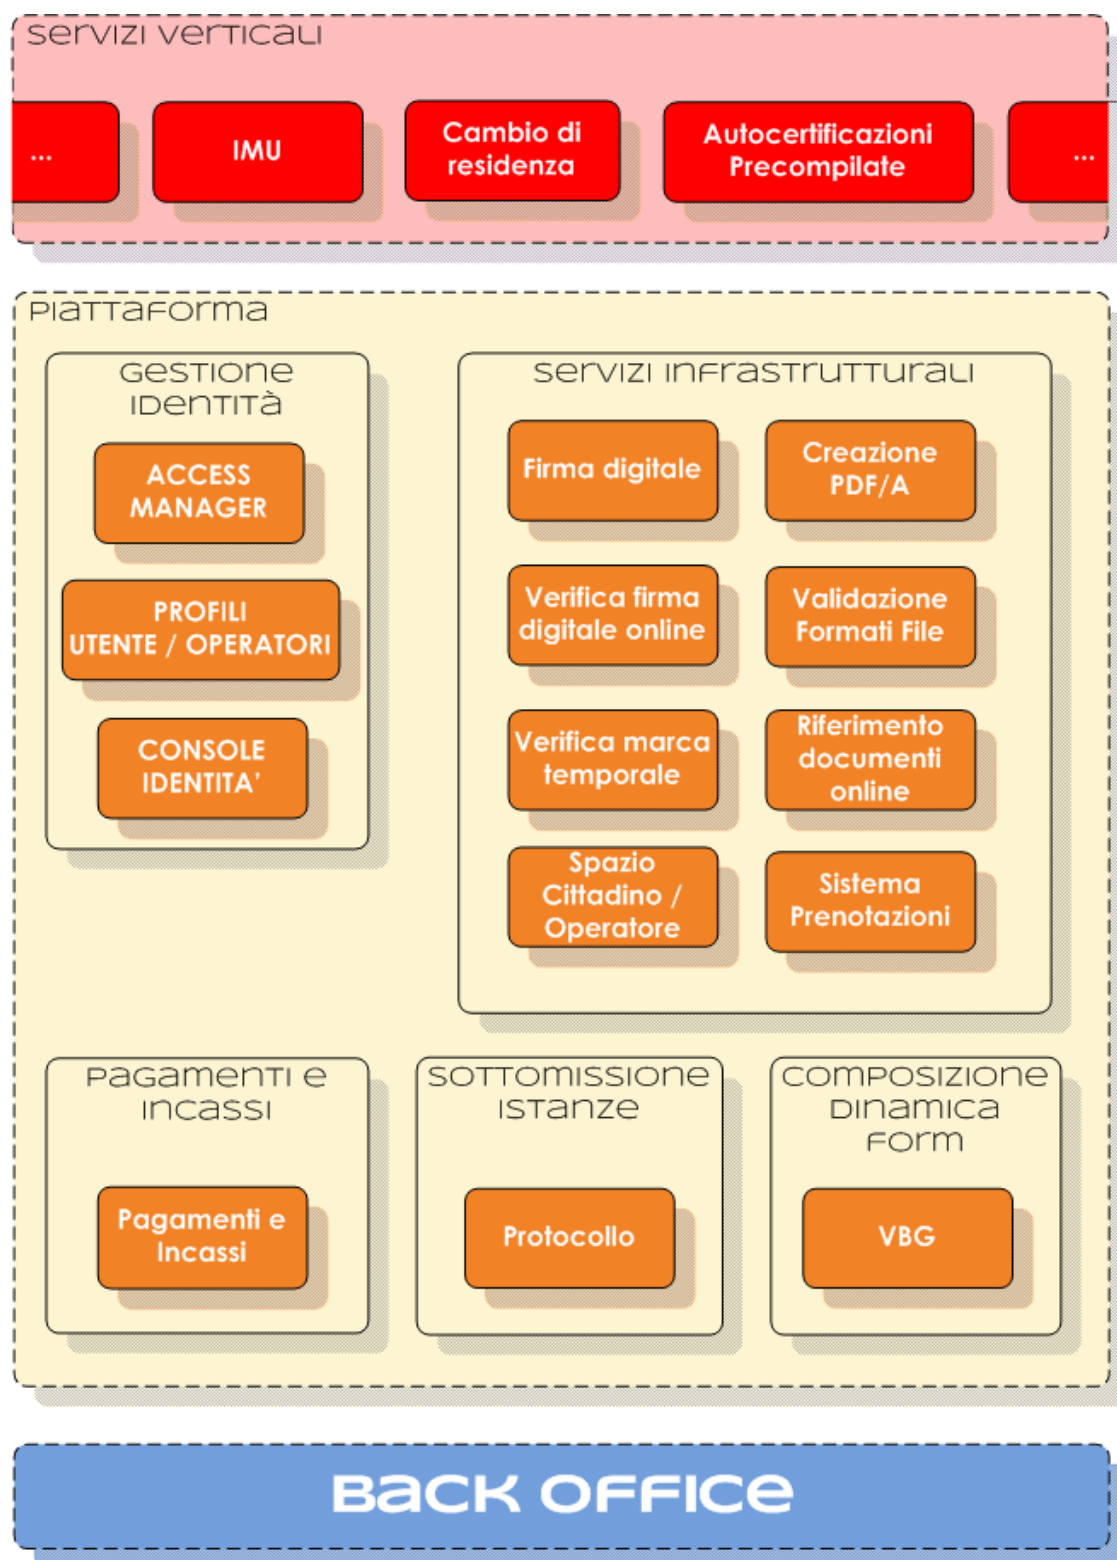 servizi verticali
...
IMU
Cambio di
residenza
Autocertificazioni
Precompilate
...
piattaforma
gestione
identità
ACCESS
MANAGER
PROFILI
UTENTE / OPERATORI
CONSOLE
IDENTITA’
servizi infrastrutturali
Firma digitale
Creazione
PDF/A
Verifica firma
digitale online
Validazione
Formati File
Verifica marca
temporale
Riferimento
documenti
online
Spazio
Cittadino /
Operatore
Sistema
Prenotazioni
pagamenti e
incassi
Pagamenti e
Incassi
sottomissione
istanze
Protocollo
composizione
dinamica
form
VBG
Back office